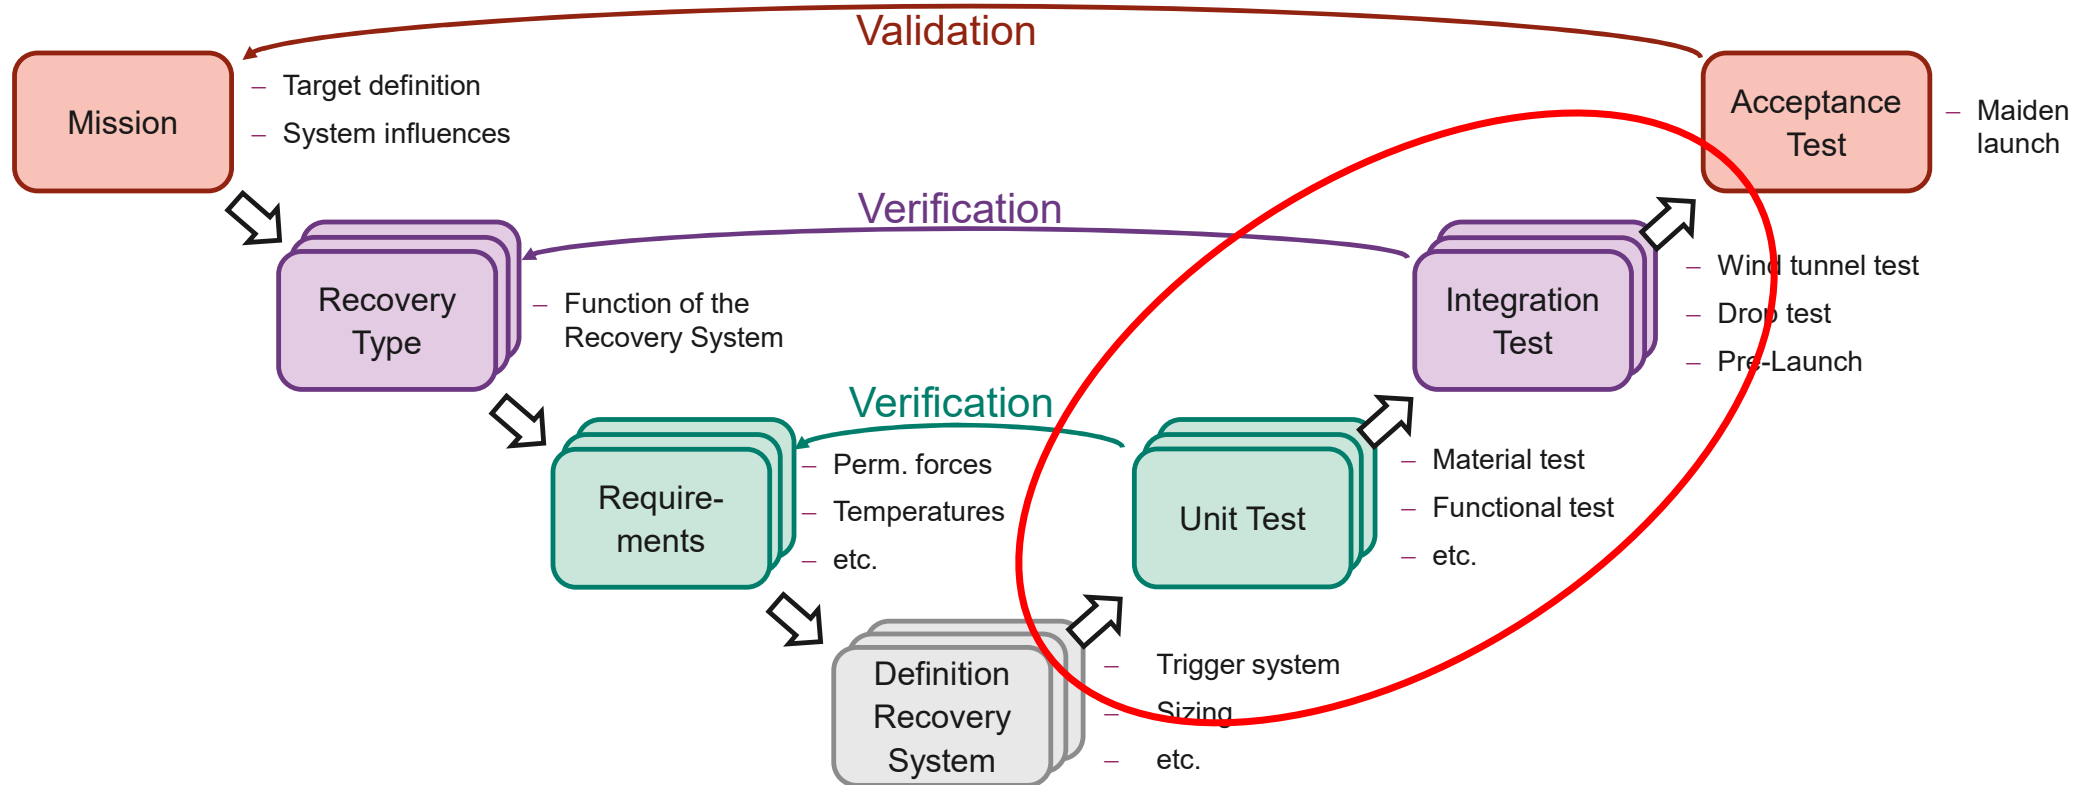 Validation
Mission
– Target definition
– System influences
Acceptance
Test
– Maiden
launch
Verification
Recovery
Type
– Function of the
Recovery System
Integration
Test
– Wind tunnel test
– Drop test
– Pre-Launch
Verification
Require-
ments
– Perm. forces
– Temperatures
– etc.
Unit Test
– Material test
– Functional test
– etc.
Definition
Recovery
System
– Trigger system
– Sizing
– etc.